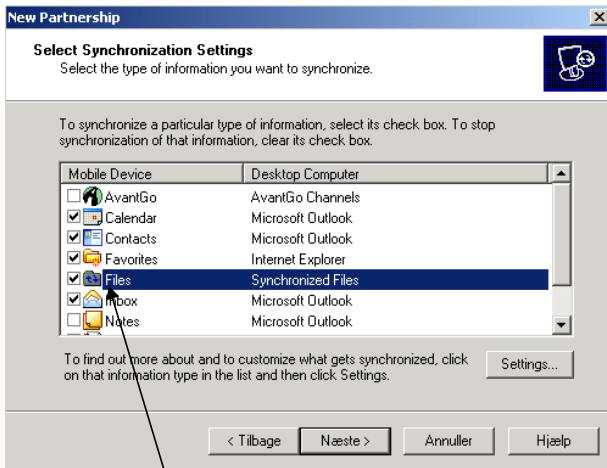 New Partnership
Select Synchronization Settings
Select the type of information you want to synchronize.
To synchronize a particular type of information, select its check box. To stop
synchronization of that information, clear its check box.
Mobile Device Desktop Computer
AvantGo AvantGo Channels
Calendar Microsoft Outlook
Contacts Microsoft Outlook
Favorites Internet Explorer
Files Synchronized Files
Inbox Microsoft Outlook
Notes Microsoft Outlook
To find out more about and to customize what gets synchronized, click
on that information type in the list and then click Settings.
Settings...
< Tilbage Næste > Annuller Hjælp